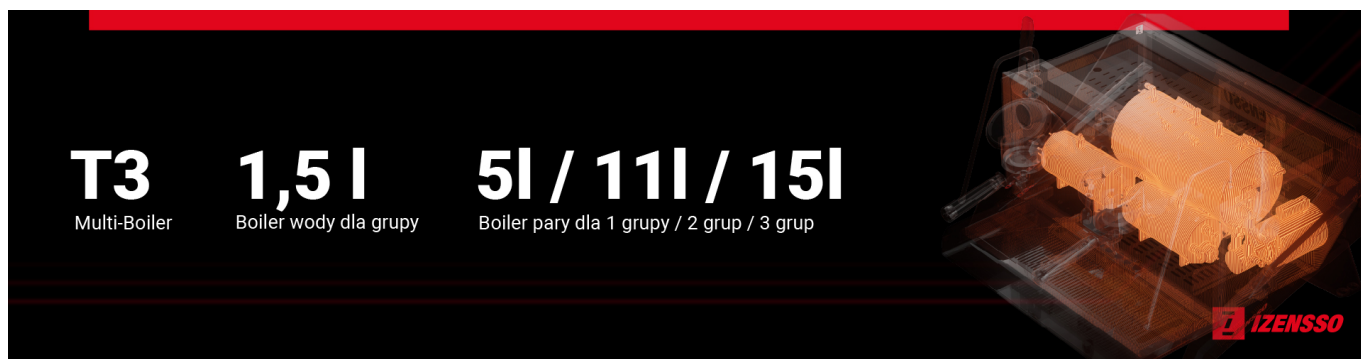 T3
Multi-Boiler
1,5 l
Boiler wody dla grupy
5l / 11l / 15l
Boiler pary dla 1 grupy / 2 grup / 3 grup
IZENSSO